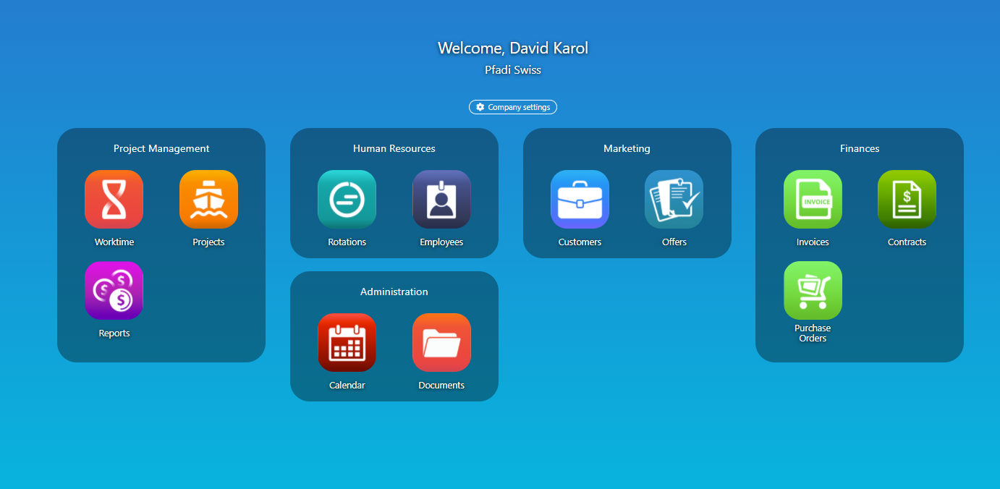 Welcome, David Karol
Pfadi Swiss
Company settings
Project Management
Worktime
Projects
Reports
Human Resources
Rotations
Employees
Administration
Calendar
Documents
Marketing
Customers
Offers
Finances
INVOICE
$
Invoices
Contracts
Purchase
Orders
$
$
$